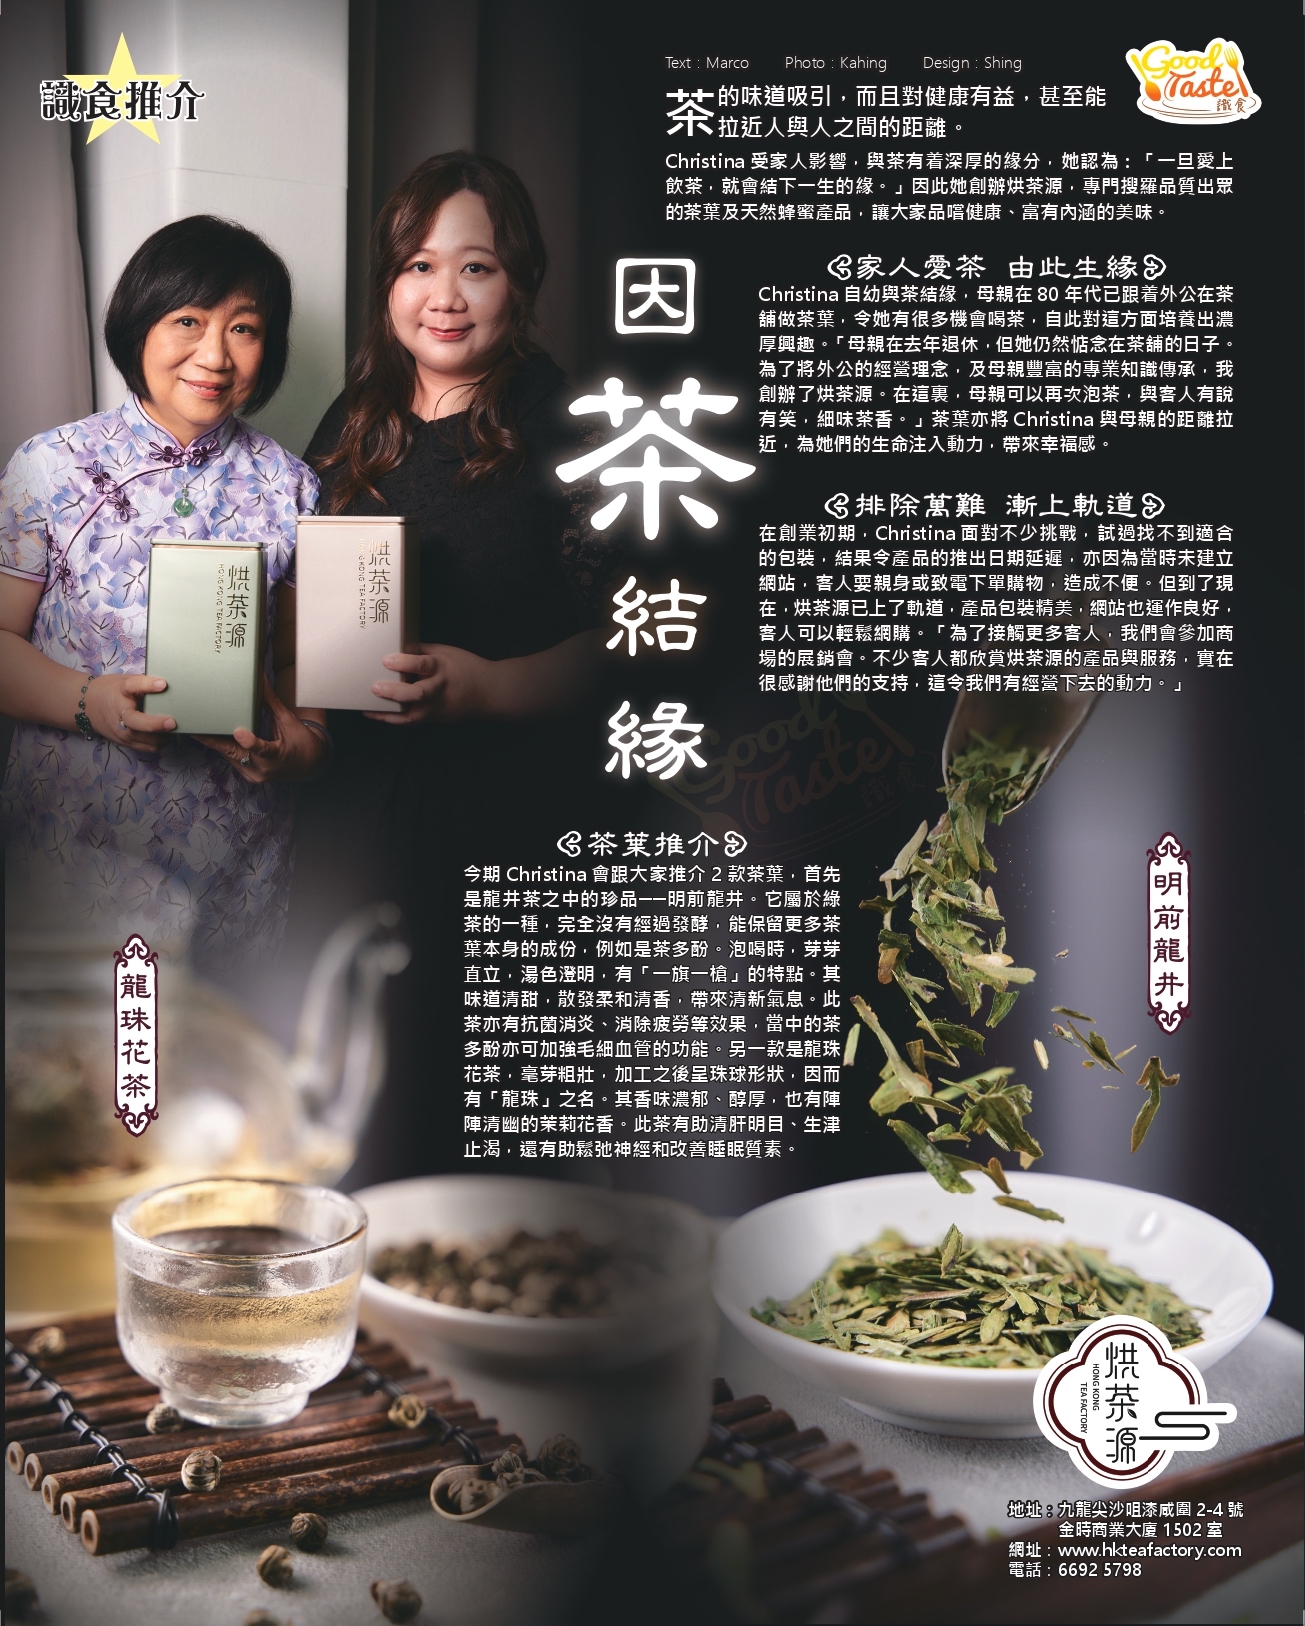 識食推介
Text : Marco Photo : Kahing Design : Shing
Good
Taste
識食
茶的味道吸引，而且對健康有益，甚至能
拉近人與人之間的距離。
Christina 受家人影響，與茶有着深厚的緣分，她認為：「一旦愛上
飲茶，就會結下一生的緣。」因此她創辦烘茶源，專門搜羅品質出眾
的茶葉及天然蜂蜜產品，讓大家品嚐健康、富有內涵的美味。
因
茶
結
緣
家人愛茶 由此生緣
Christina 自幼與茶結緣，母親在 80 年代已跟着外公在茶
舖做茶葉，令她有很多機會喝茶，自此對這方面培養出濃
厚興趣。「母親在去年退休，但她仍然惦念在茶舖的日子。
為了將外公的經營理念，及母親豐富的專業知識傳承，我
創辦了烘茶源。在這裏，母親可以再次泡茶，與客人有說
有笑，細味茶香。」茶葉亦將 Christina 與母親的距離拉
近，為她們的生命注入動力，帶來幸福感。
排除萬難 漸上軌道
在創業初期，Christina 面對不少挑戰，試過找不到適合
的包裝，結果令產品的推出日期延遲，亦因為當時未建立
網站，客人要親身或致電下單購物，造成不便。但到了現
在，烘茶源已上了軌道，產品包裝精美，網站也運作良好，
客人可以輕鬆網購。「為了接觸更多客人，我們會參加商
場的展銷會。不少客人都欣賞烘茶源的產品與服務，實在
很感謝他們的支持，這令我們有經營下去的動力。」
烘茶源
HONG KONG TEA FACTORY
烘茶源
HONG KONG TEA FACTORY
Good
Taste
識食
茶葉推介
今期 Christina 會跟大家推介 2 款茶葉，首先
是龍井茶之中的珍品──明前龍井。它屬於綠
茶的一種，完全沒有經過發酵，能保留更多茶
葉本身的成份，例如是茶多酚。泡喝時，芽芽
直立，湯色澄明，有「一旗一槍」的特點。其
味道清甜，散發柔和清香，帶來清新氣息。此
茶亦有抗菌消炎、消除疲勞等效果，當中的茶
多酚亦可加強毛細血管的功能。另一款是龍珠
花茶，毫芽粗壯，加工之後呈珠球形狀，因而
有「龍珠」之名。其香味濃郁、醇厚，也有陣
陣清幽的茉莉花香。此茶有助清肝明目、生津
止渴，還有助鬆弛神經和改善睡眠質素。
明前龍井
龍珠花茶
烘茶源
HONG KONG
TEA FACTORY
地址：九龍尖沙咀漆咸圍 2-4 號
金時商業大廈 1502 室
網址：www.hkteafactory.com
電話：6692 5798